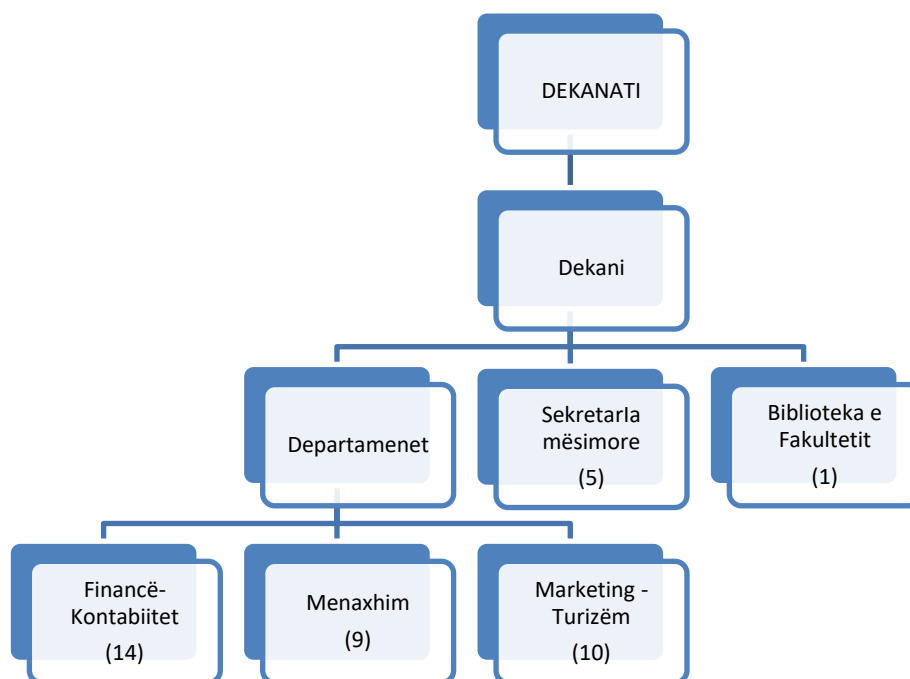 DEKANATI
Dekani
Departamenet
SekretarIa
mësimore
(5)
Biblioteka e
Fakultetit
(1)
Financë-
Kontabiitet
(14)
Menaxhim
(9)
Marketing -
Turizëm
(10)